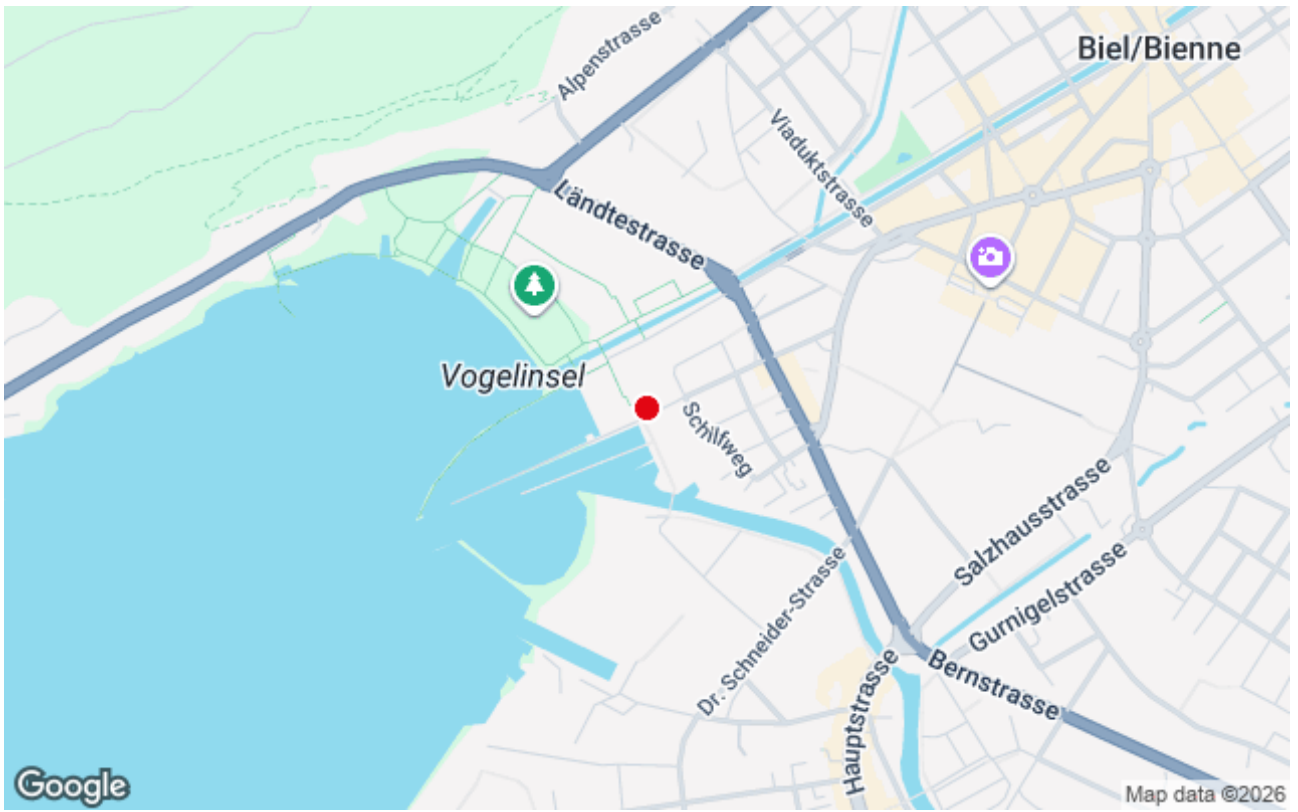 Alpenstrasse
Biel/Bienne
Viaduktstrasse
Ländtestrasse
Vogelinsel
Schilfweg
Salzhausstrasse
Gurnigelstrasse
Dr. Schneider-Strasse
Bernstrasse
Hauptstrasse
Google
Map data ©2026